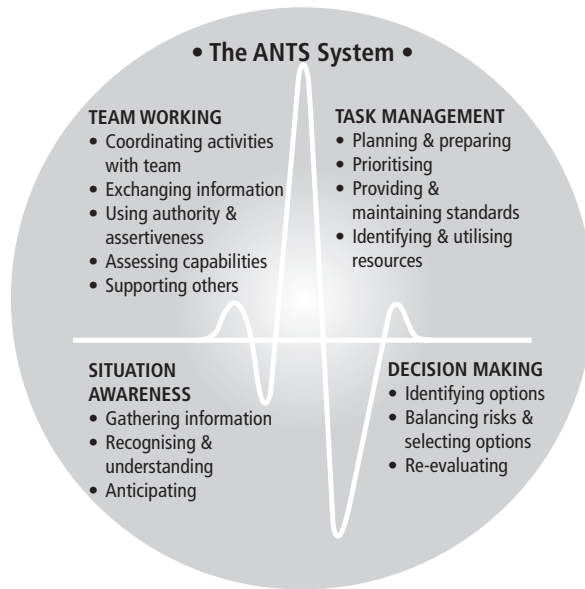 • The ANTS System •
TEAM WORKING
• Coordinating activities
with team
• Exchanging information
• Using authority &
assertiveness
• Assessing capabilities
• Supporting others
TASK MANAGEMENT
• Planning & preparing
• Prioritising
• Providing &
maintaining standards
• Identifying & utilising
resources
SITUATION
AWARENESS
• Gathering information
• Recognising &
understanding
• Anticipating
DECISION MAKING
• Identifying options
• Balancing risks &
selecting options
• Re-evaluating